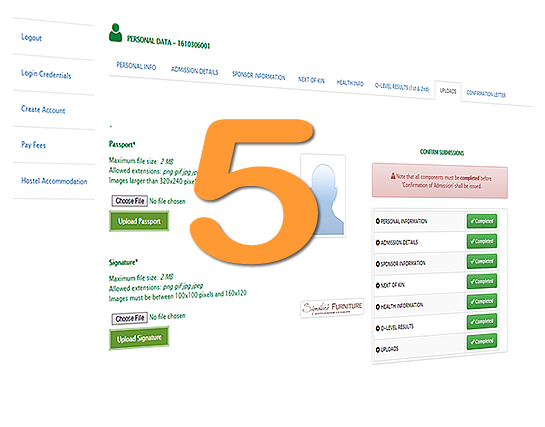 Logout
Login Credentials
Create Account
Pay Fees
Hostel Accommodation
PERSONAL DATA - 1610306001
PERSONAL INFO
ADMISSION DETAILS
SPONSOR INFORMATION
NEXT OF KIN
HEALTH INFO
O-LEVEL RESULTS (1st & 2nd)
UPLOADS
CONFIRMATION LETTER
5
Passport*
Maximum file size: 2 MB
Allowed extensions: png gif jpg
Images larger than 320x240 pixels
Choose File No file chosen
Upload Passport
Signature*
Maximum file size: 2 MB
Allowed extensions: png gif jpg jpeg
Images must be between 100x100 pixels and 160x120
Choose File No file chosen
Upload Signature
FURNITURE
CONFIRM SUBMISSIONS
Note that all components must be completed before
'Confirmation of Admission' shall be issued.
PERSONAL INFORMATION Completed
ADMISSION DETAILS Completed
SPONSOR INFORMATION Completed
NEXT OF KIN Completed
HEALTH INFORMATION Completed
O-LEVEL RESULTS Completed
UPLOADS Completed